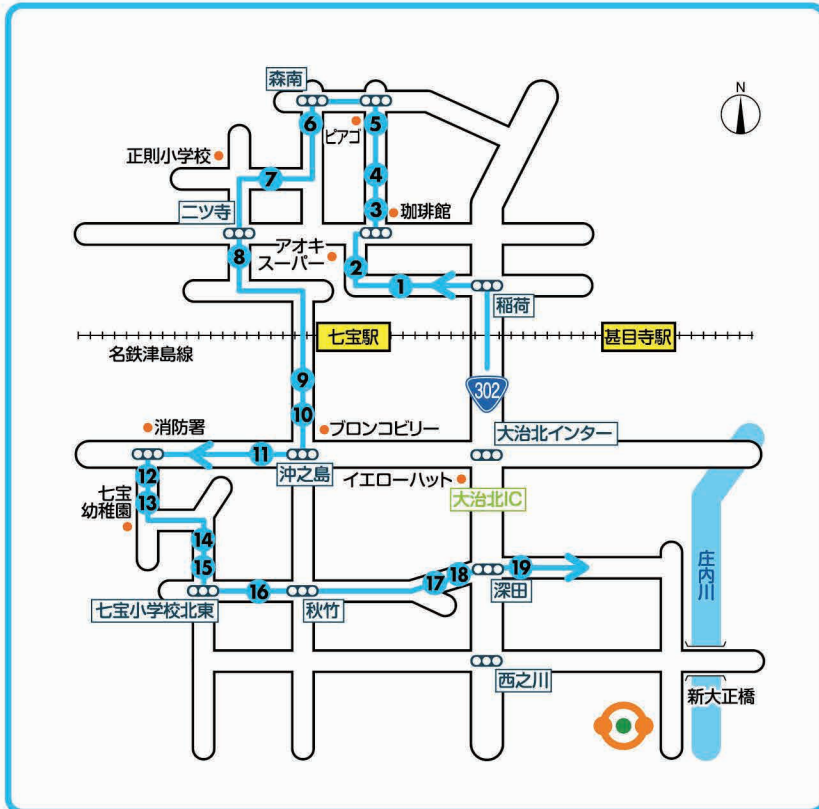 森南
N
6
5
ピアゴ
正則小学校
7
4
二ツ寺
3
珈琲館
8
アオキ
スーパー
2
1
稲荷
七宝駅
甚目寺駅
名鉄津島線
9
302
10
消防署
ブロンコビリー
大治北インター
11
沖之島
イエローハット
大治北IC
12
七宝
幼稚園
13
14
15
庄内川
17
18
19
深田
16
七宝小学校北東
秋竹
西之川
新大正橋